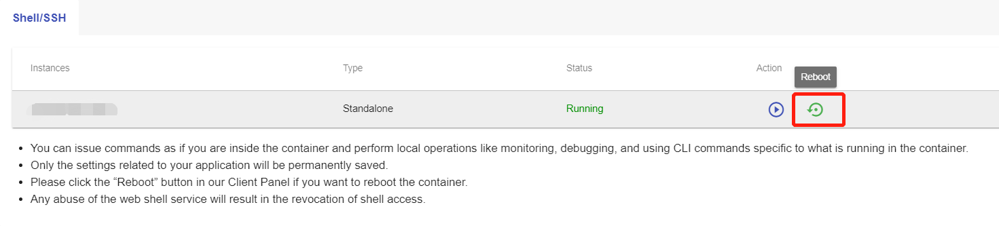 Shell/SSH
Instances Type Status Action
Reboot
Standalone Running
• You can issue commands as if you are inside the container and perform local operations like monitoring, debugging, and using CLI commands specific to what is running in the container.
• Only the settings related to your application will be permanently saved.
• Please click the “Reboot” button in our Client Panel if you want to reboot the container.
• Any abuse of the web shell service will result in the revocation of shell access.